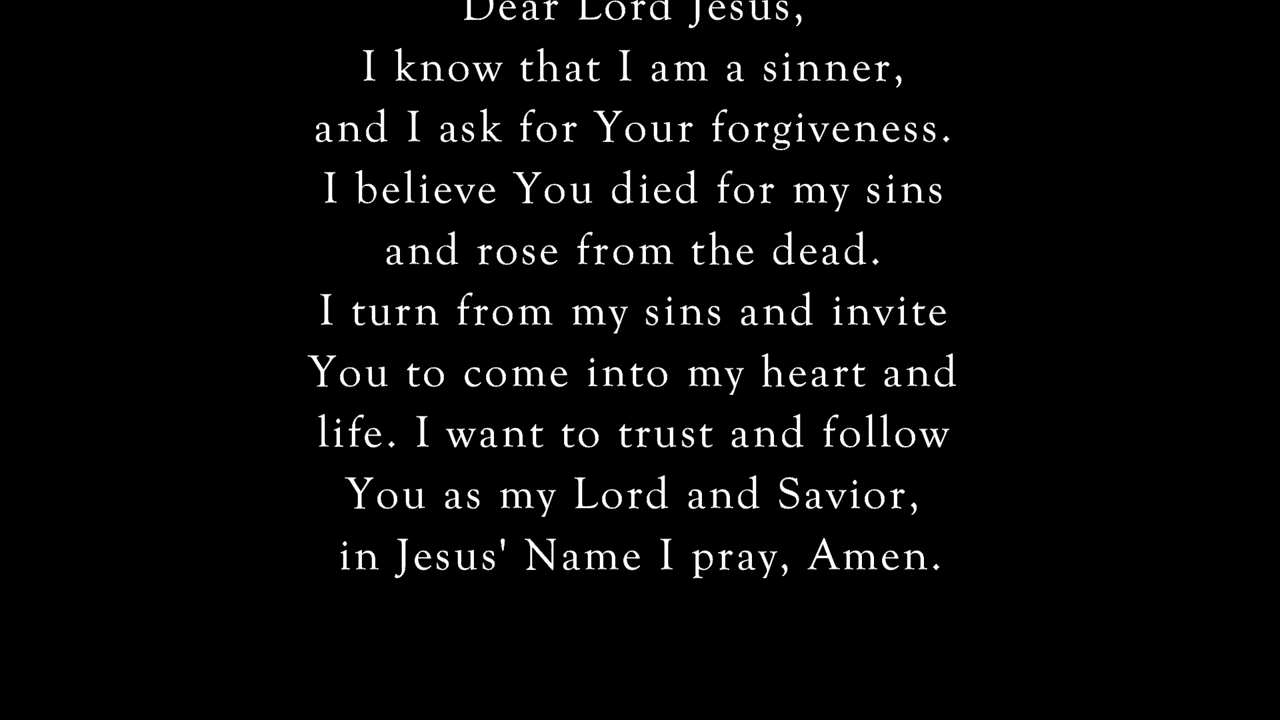 Dear Lord Jesus,
I know that I am a sinner,
and I ask for Your forgiveness.
I believe You died for my sins
and rose from the dead.
I turn from my sins and invite
You to come into my heart and
life. I want to trust and follow
You as my Lord and Savior,
in Jesus' Name I pray, Amen.